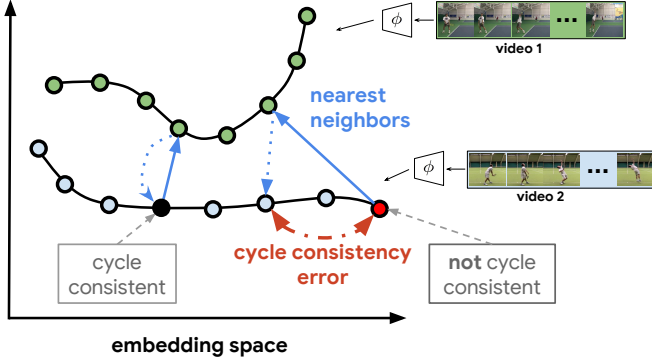 ϕ
...
video 1
nearest
neighbors
ϕ
...
video 2
cycle
consistent
cycle consistency
error
not cycle
consistent
embedding space